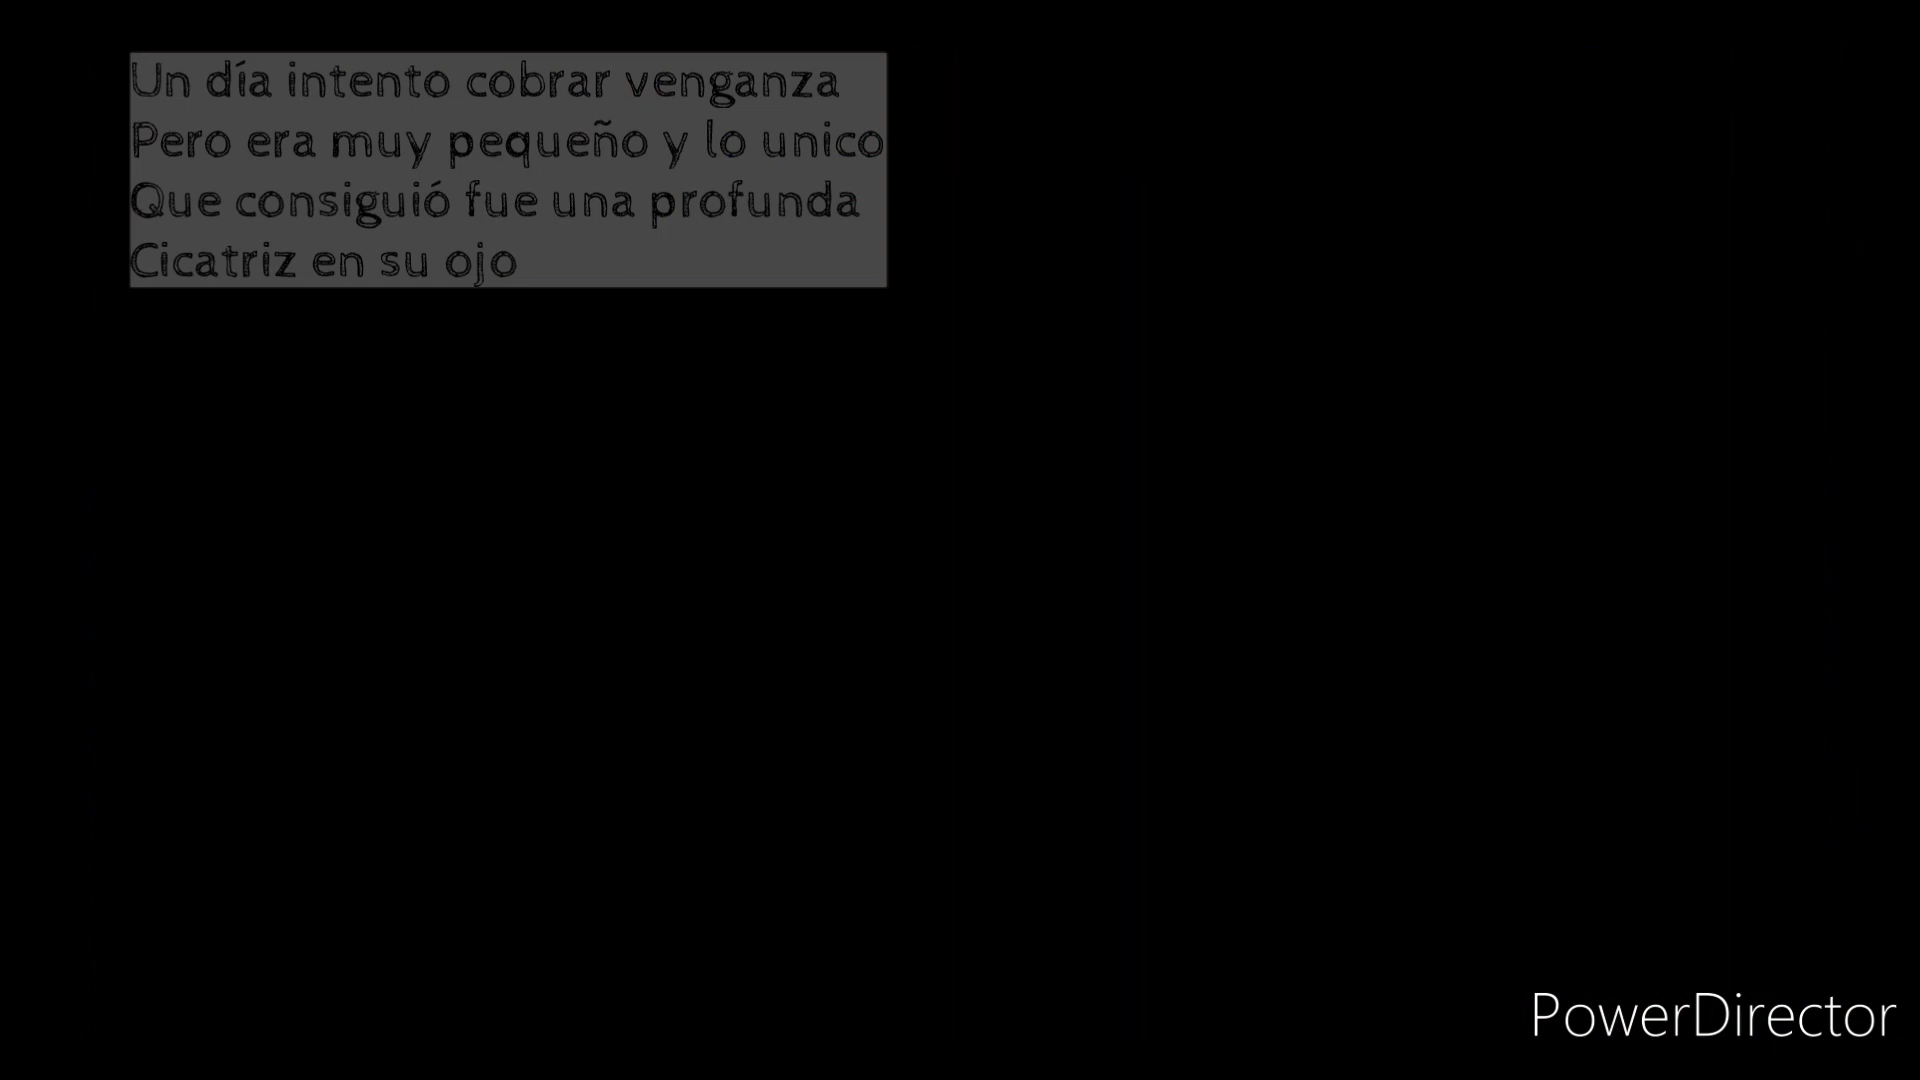 Un día intento cobrar venganza
Pero era muy pequeño y lo unico
Que consiguió fue una profunda
Cicatriz en su ojo
PowerDirector